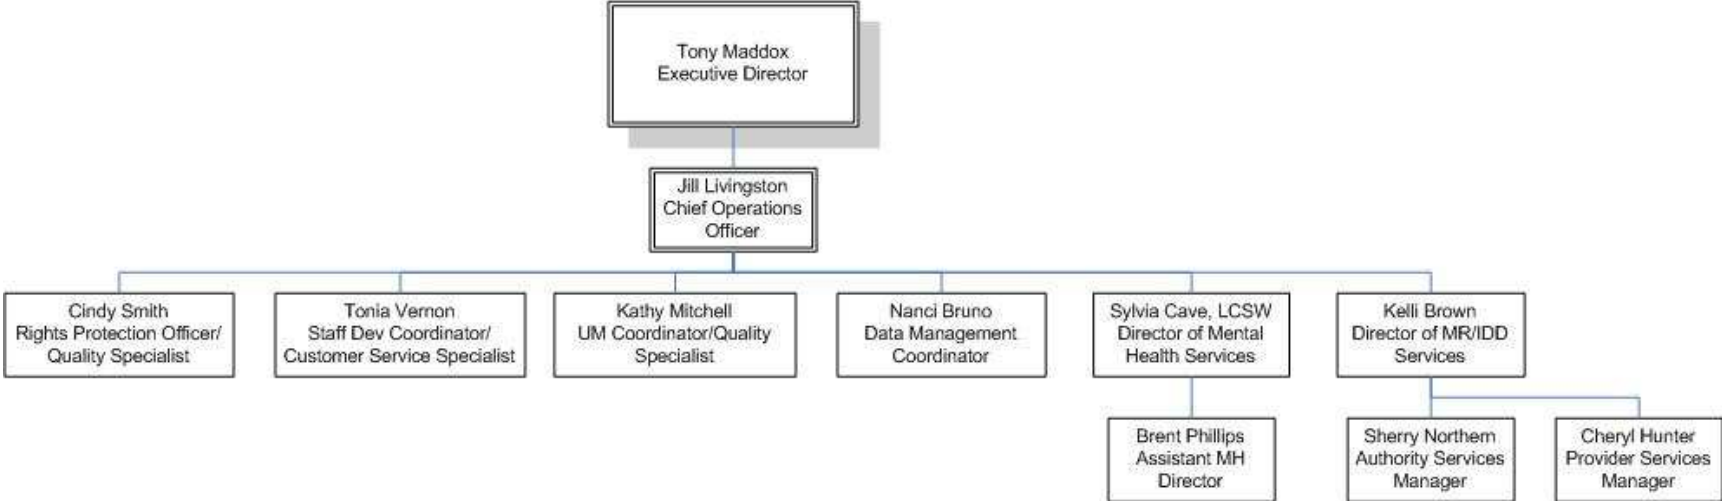 Tony Maddox
Executive Director
Jill Livingston
Chief Operations
Officer
Cindy Smith
Rights Protection Officer/
Quality Specialist
Tonia Vernon
Staff Dev Coordinator/
Customer Service Specialist
Kathy Mitchell
UM Coordinator/Quality
Specialist
Nanci Bruno
Data Management
Coordinator
Sylvia Cave, LCSW
Director of Mental
Health Services
Kelli Brown
Director of MR/IDD
Services
Brent Phillips
Assistant MH
Director
Sherry Northern
Authority Services
Manager
Cheryl Hunter
Provider Services
Manager